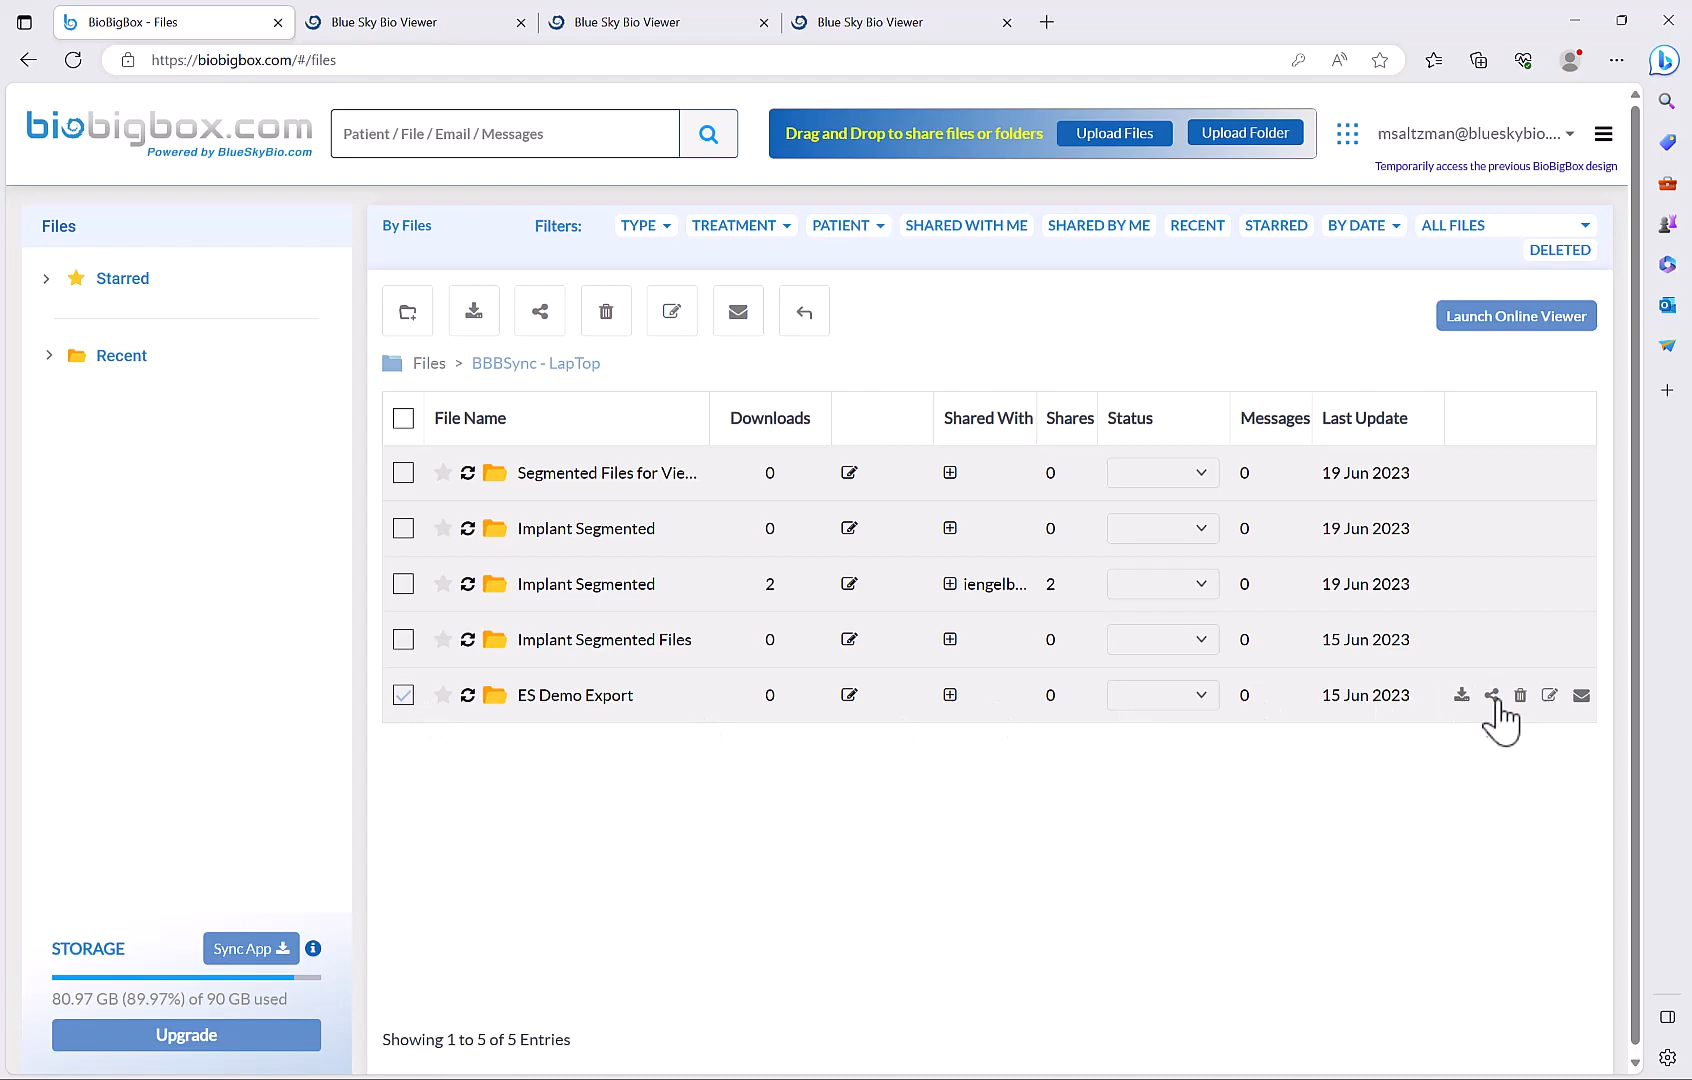 BioBigBox - Files
Blue Sky Bio Viewer
Blue Sky Bio Viewer
Blue Sky Bio Viewer
https://biobigbox.com/#/files
biobigbox.com
Powered by BlueSkyBio.com
Patient / File / Email / Messages
Drag and Drop to share files or folders
Upload Files
Upload Folder
msaltzman@blueskybio....
Temporarily access the previous BioBigBox design
Files
Starred
Recent
By Files
Filters:
TYPE
TREATMENT
PATIENT
SHARED WITH ME
SHARED BY ME
RECENT
STARRED
BY DATE
ALL FILES
DELETED
Launch Online Viewer
Files > BBBSync - LapTop
File Name Downloads Shared With Shares Status Messages Last Update
Segmented Files for Vie... 0 0 0 19 Jun 2023
Implant Segmented 0 0 0 19 Jun 2023
Implant Segmented 2 iengelb... 2 0 19 Jun 2023
Implant Segmented Files 0 0 0 15 Jun 2023
ES Demo Export 0 0 0 15 Jun 2023
STORAGE
Sync App
80.97 GB (89.97%) of 90 GB used
Upgrade
Showing 1 to 5 of 5 Entries